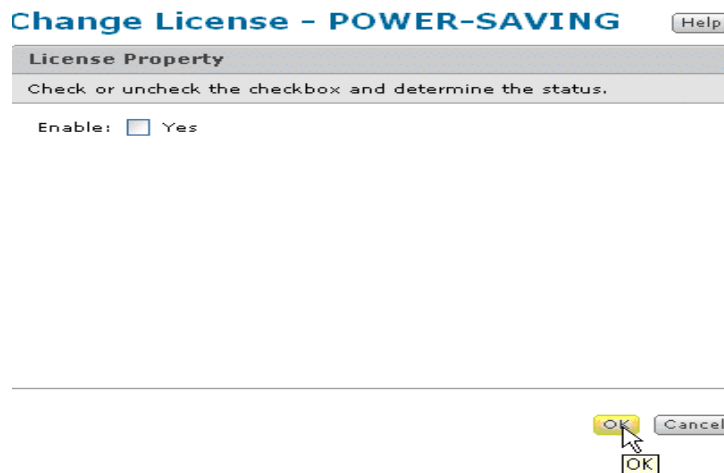 Change License - POWER-SAVING Help
License Property
Check or uncheck the checkbox and determine the status.
Enable: Yes
OK Cancel
OK